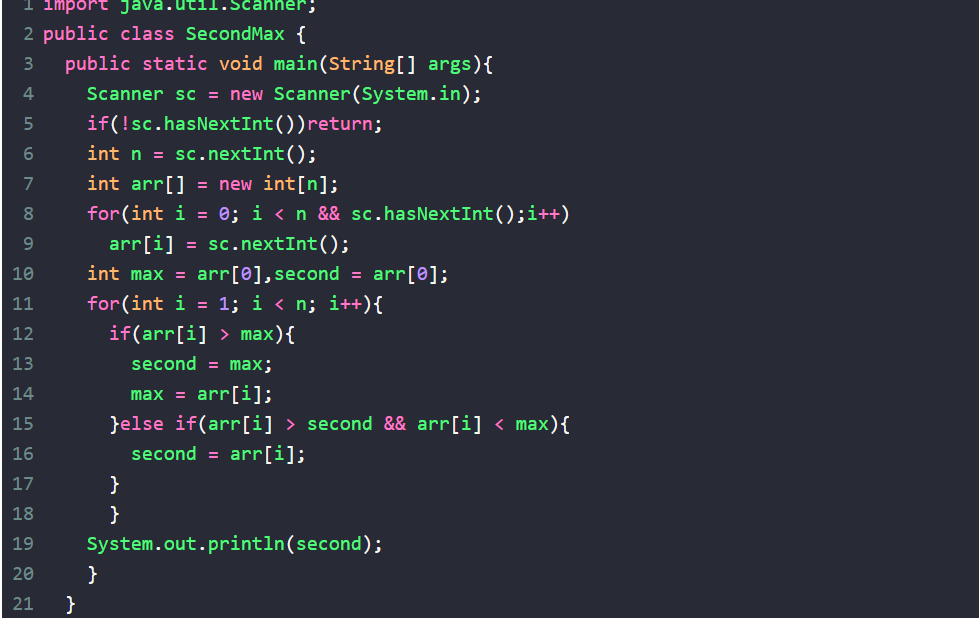 1 import java.util.Scanner;
2 public class SecondMax {
3   public static void main(String[] args){
4     Scanner sc = new Scanner(System.in);
5     if(!sc.hasNextInt())return;
6     int n = sc.nextInt();
7     int arr[] = new int[n];
8     for(int i = 0; i < n && sc.hasNextInt();i++)
9       arr[i] = sc.nextInt();
10     int max = arr[0],second = arr[0];
11     for(int i = 1; i < n; i++){
12       if(arr[i] > max){
13         second = max;
14         max = arr[i];
15       }else if(arr[i] > second && arr[i] < max){
16         second = arr[i];
17       }
18       }
19     System.out.println(second);
20     }
21   }